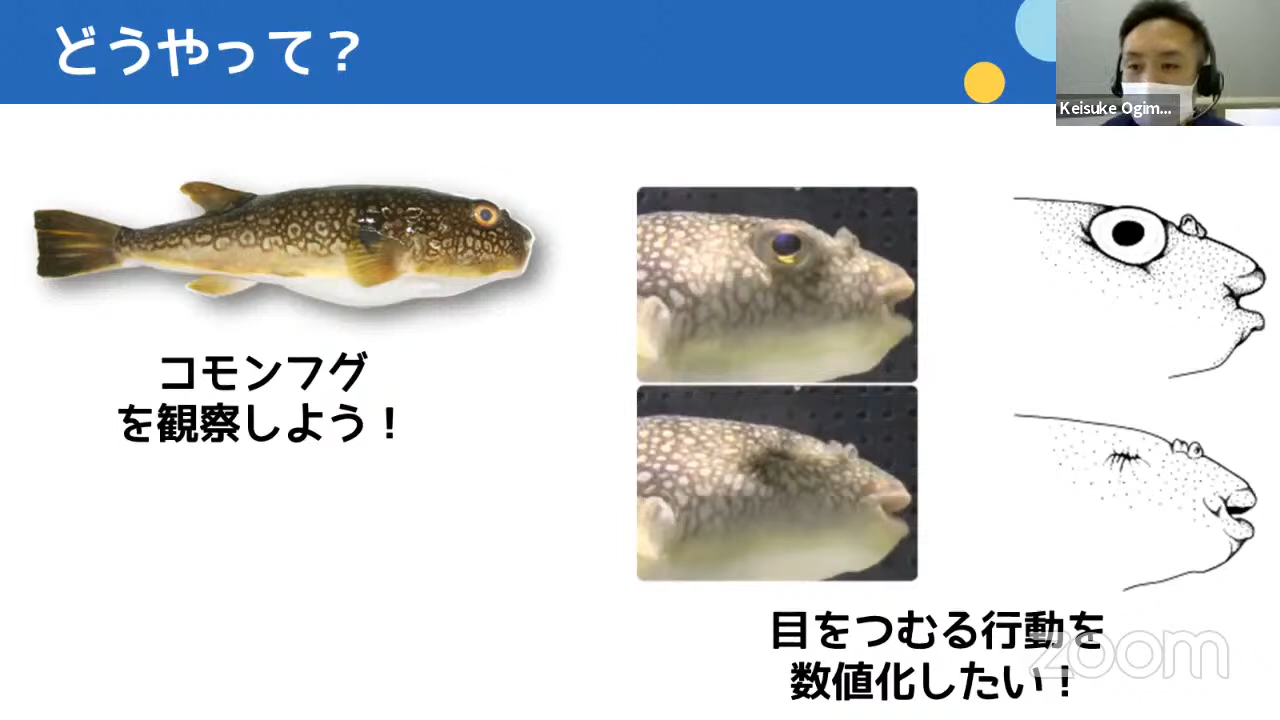 どうやって？
Keisuke Ogim...
コモンフグ
を観察しよう！
目をつむる行動を
数値化したい！
zoom